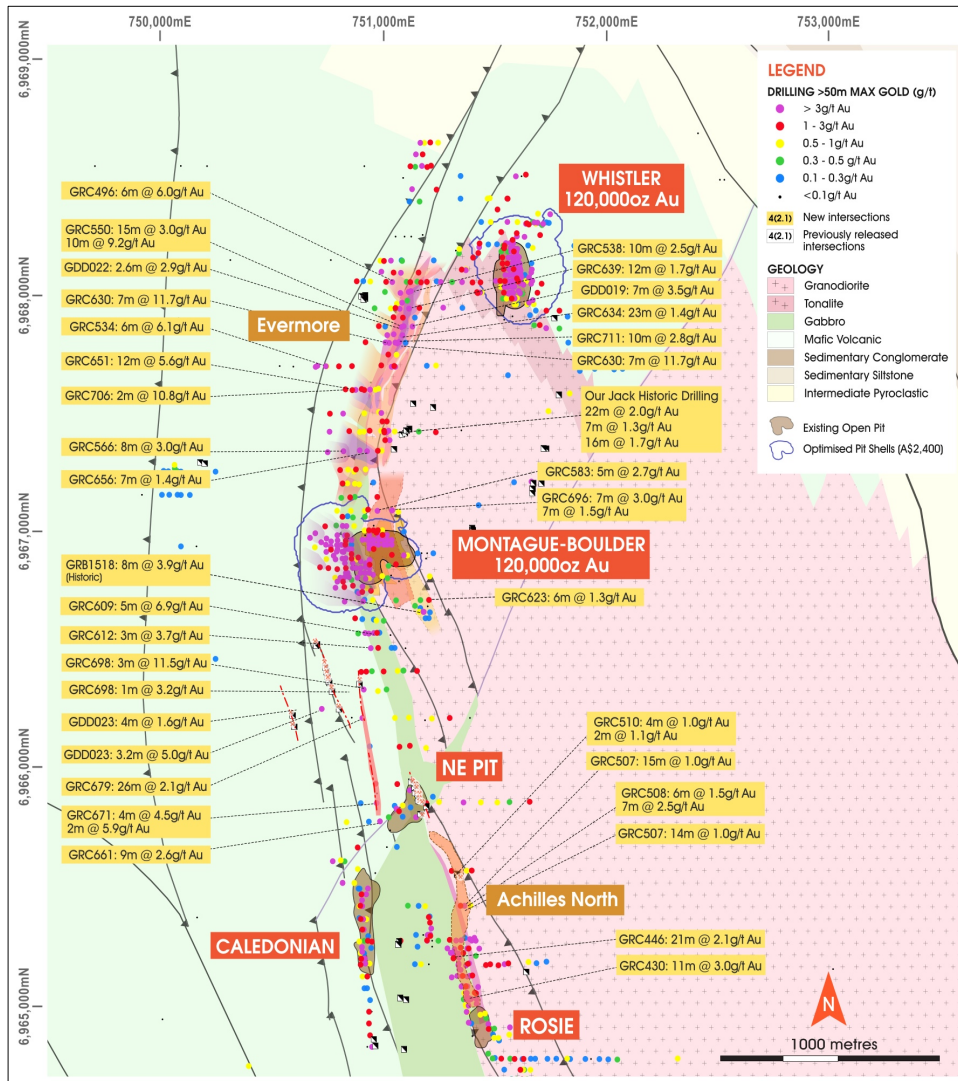 750,000mE
751,000mE
752,000mE
753,000mE
6,969,000mN
6,968,000mN
6,967,000mN
6,966,000mN
6,965,000mN
LEGEND
DRILLING >50m MAX GOLD (g/t)
> 3g/t Au
1 - 3g/t Au
0.5 - 1g/t Au
0.3 - 0.5 g/t Au
0.1 - 0.3g/t Au
<0.1g/t Au
4(2.1) New intersections
4(2.1) Previously released
intersections
GEOLOGY
Granodiorite
Tonalite
Gabbro
Mafic Volcanic
Sedimentary Conglomerate
Sedimentary Siltstone
Intermediate Pyroclastic
Existing Open Pit
Optimised Pit Shells (A$2,400)
WHISTLER
120,000oz Au
GRC496: 6m @ 6.0g/t Au
GRC550: 15m @ 3.0g/t Au
10m @ 9.2g/t Au
GDD022: 2.6m @ 2.9g/t Au
GRC630: 7m @ 11.7g/t Au
GRC534: 6m @ 6.1g/t Au
GRC651: 12m @ 5.6g/t Au
GRC706: 2m @ 10.8g/t Au
GRC566: 8m @ 3.0g/t Au
GRC656: 7m @ 1.4g/t Au
Evermore
GRC538: 10m @ 2.5g/t Au
GRC639: 12m @ 1.7g/t Au
GDD019: 7m @ 3.5g/t Au
GRC634: 23m @ 1.4g/t Au
GRC711: 10m @ 2.8g/t Au
GRC630: 7m @ 11.7g/t Au
Our Jack Historic Drilling
22m @ 2.0g/t Au
7m @ 1.3g/t Au
16m @ 1.7g/t Au
GRC583: 5m @ 2.7g/t Au
GRC696: 7m @ 3.0g/t Au
7m @ 1.5g/t Au
MONTAGUE-BOULDER
120,000oz Au
GRC623: 6m @ 1.3g/t Au
GRB1518: 8m @ 3.9g/t Au
(Historic)
GRC609: 5m @ 6.9g/t Au
GRC612: 3m @ 3.7g/t Au
GRC698: 3m @ 11.5g/t Au
GRC698: 1m @ 3.2g/t Au
GDD023: 4m @ 1.6g/t Au
GDD023: 3.2m @ 5.0g/t Au
GRC679: 26m @ 2.1g/t Au
GRC671: 4m @ 4.5g/t Au
2m @ 5.9g/t Au
GRC661: 9m @ 2.6g/t Au
NE PIT
GRC510: 4m @ 1.0g/t Au
2m @ 1.1g/t Au
GRC507: 15m @ 1.0g/t Au
GRC508: 6m @ 1.5g/t Au
7m @ 2.5g/t Au
GRC507: 14m @ 1.0g/t Au
Achilles North
CALEDONIAN
GRC446: 21m @ 2.1g/t Au
GRC430: 11m @ 3.0g/t Au
ROSIE
N
1000 metres